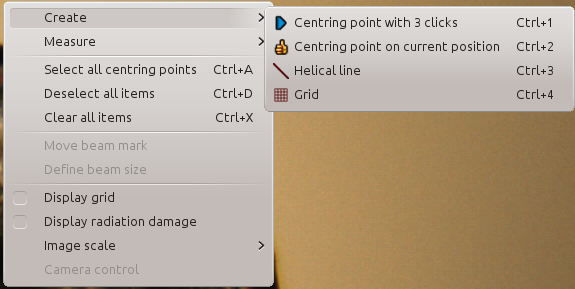 Create
Measure
Select all centring points Ctrl+A
Deselect all items Ctrl+D
Clear all items Ctrl+X
Move beam mark
Define beam size
Display grid
Display radiation damage
Image scale
Camera control
Centring point with 3 clicks Ctrl+1
Centring point on current position Ctrl+2
Helical line Ctrl+3
Grid Ctrl+4